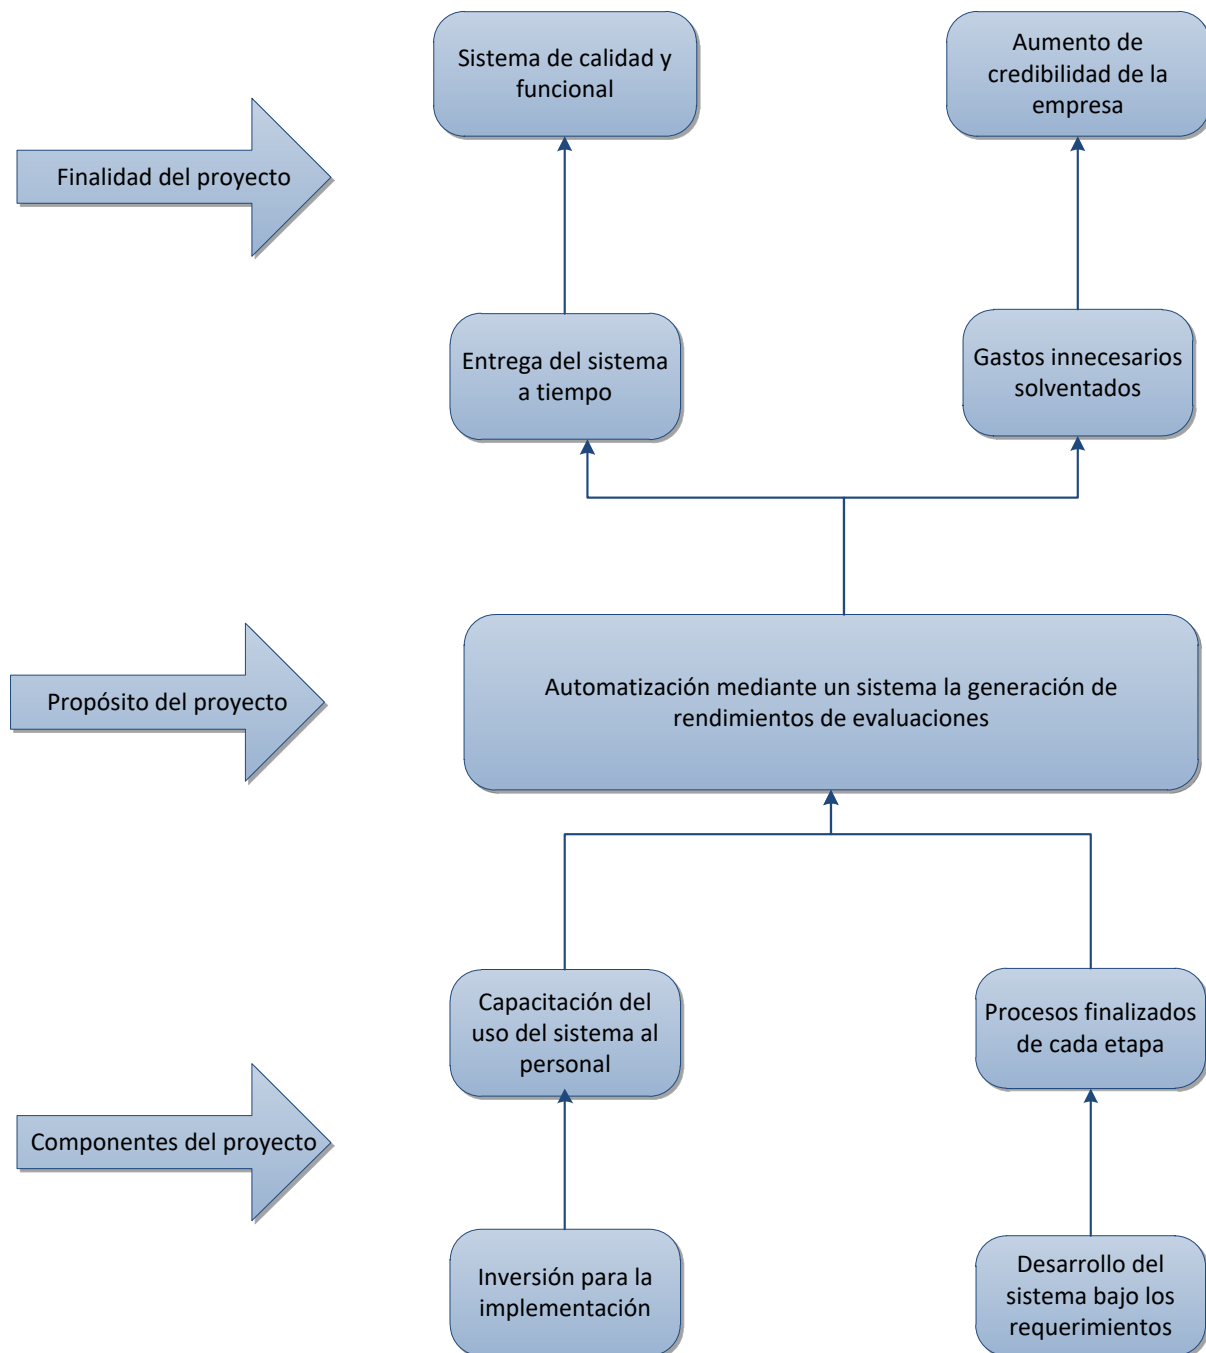 Sistema de calidad y
funcional
Aumento de
credibilidad de la
empresa
Finalidad del proyecto
Entrega del sistema
a tiempo
Gastos innecesarios
solventados
Propósito del proyecto
Automatización mediante un sistema la generación de
rendimientos de evaluaciones
Capacitación del
uso del sistema al
personal
Procesos finalizados
de cada etapa
Componentes del proyecto
Inversión para la
implementación
Desarrollo del
sistema bajo los
requerimientos